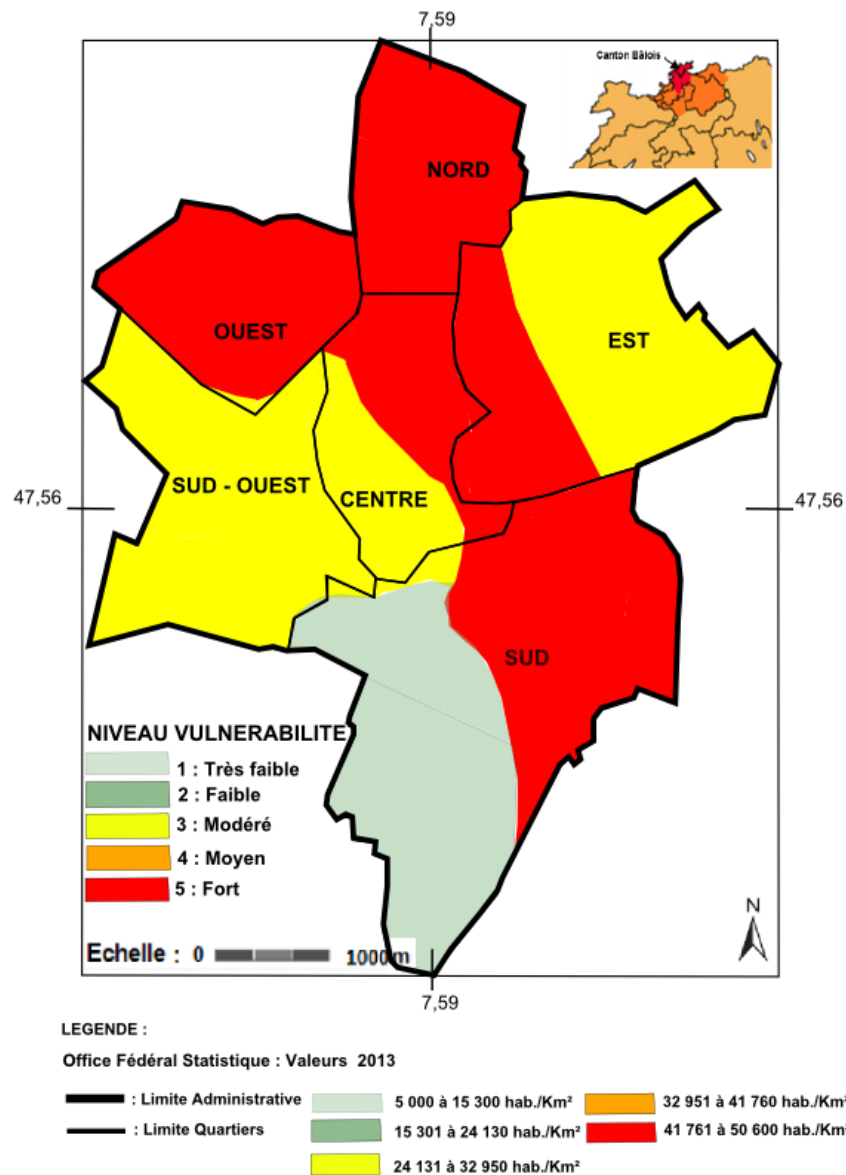 7,59
Canton Bâlois
NORD
OUEST
EST
47,56
SUD - OUEST
CENTRE
47,56
SUD
NIVEAU VULNERABILITE
1 : Très faible
2 : Faible
3 : Modéré
4 : Moyen
5 : Fort
N
Echelle : 0 1000m
7,59
LEGENDE :
Office Fédéral Statistique : Valeurs 2013
: Limite Administrative
: Limite Quartiers
5 000 à 15 300 hab./Km²
15 301 à 24 130 hab./Km²
24 131 à 32 950 hab./Km²
32 951 à 41 760 hab./Km²
41 761 à 50 600 hab./Km²